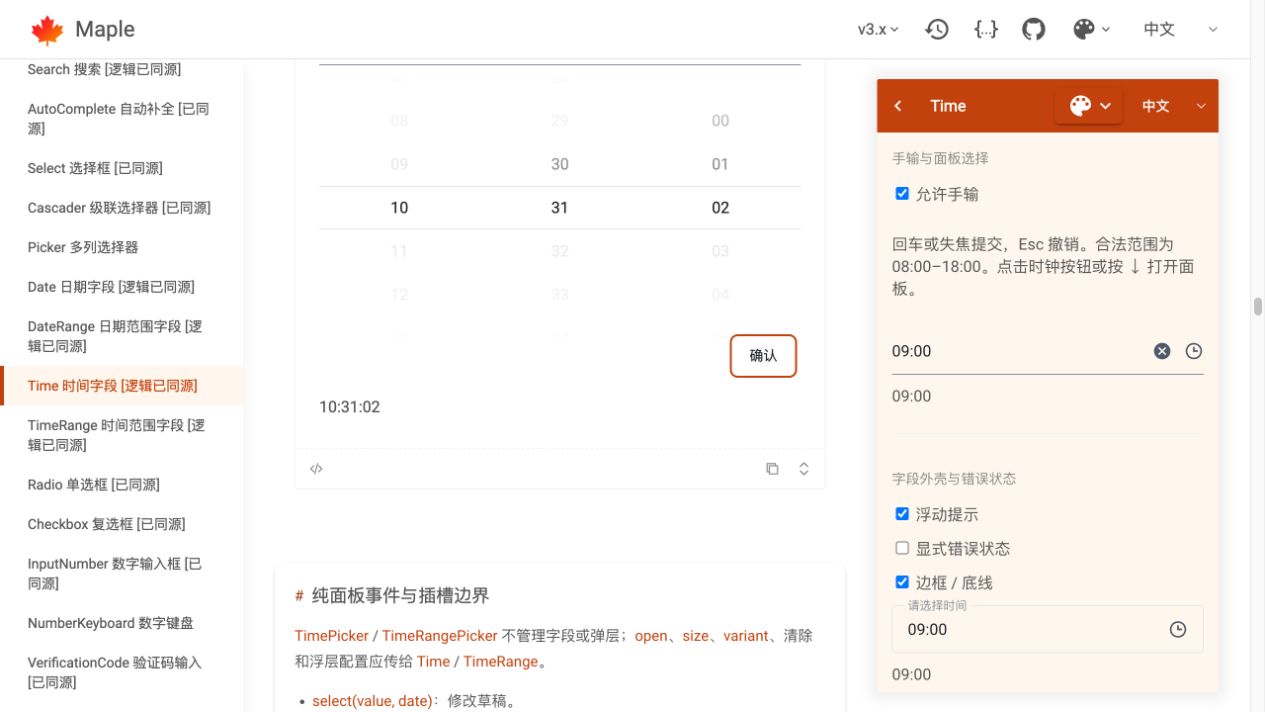 Maple
v3.x
{...}
中文
Search 搜索 [逻辑已同源]
AutoComplete 自动补全 [已同
源]
Select 选择框 [已同源]
Cascader 级联选择器 [已同源]
Picker 多列选择器
Date 日期字段 [逻辑已同源]
DateRange 日期范围字段 [逻
辑已同源]
Time 时间字段 [逻辑已同源]
TimeRange 时间范围字段 [逻
辑已同源]
Radio 单选框 [已同源]
Checkbox 复选框 [已同源]
InputNumber 数字输入框 [已
同源]
NumberKeyboard 数字键盘
VerificationCode 验证码输入
[已同源]
08 29 00
09 30 01
10 31 02
11 32 03
12 33 04
确认
10:31:02
</>
# 纯面板事件与插槽边界
TimePicker / TimeRangePicker 不管理字段或弹层；open、size、variant、清除
和浮层配置应传给 Time / TimeRange。
• select(value, date)：修改草稿。
Time
中文
手输与面板选择
允许手输
回车或失焦提交，Esc 撤销。合法范围为
08:00–18:00。点击时钟按钮或按 ↓ 打开面
板。
09:00
09:00
字段外壳与错误状态
浮动提示
显式错误状态
边框 / 底线
请选择时间
09:00
09:00